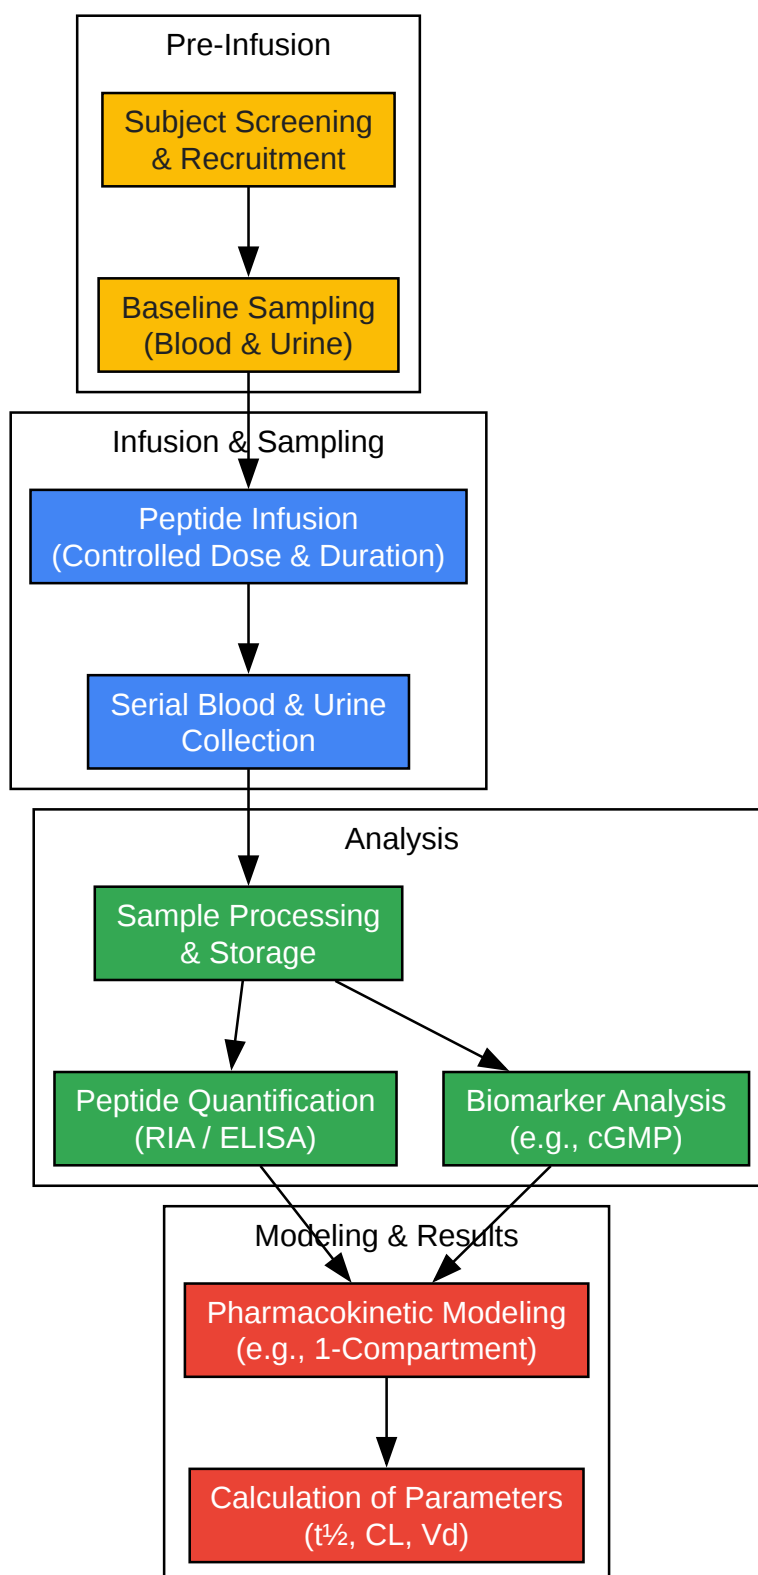 Pre-Infusion
Subject Screening
& Recruitment
Baseline Sampling
(Blood & Urine)
Infusion & Sampling
Peptide Infusion
(Controlled Dose & Duration)
Serial Blood & Urine
Collection
Analysis
Sample Processing
& Storage
Peptide Quantification
(RIA / ELISA)
Biomarker Analysis
(e.g., cGMP)
Modeling & Results
Pharmacokinetic Modeling
(e.g., 1-Compartment)
Calculation of Parameters
(t½, CL, Vd)